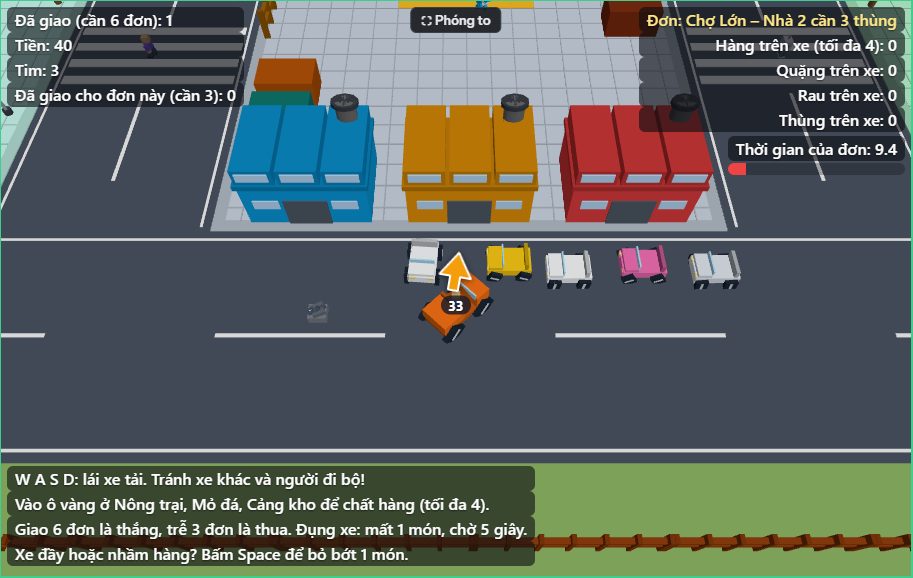 Đã giao (cần 6 đơn): 1
Tiền: 40
Tim: 3
Đã giao cho đơn này (cần 3): 0
Phóng to
Đơn: Chợ Lớn – Nhà 2 cần 3 thùng
Hàng trên xe (tối đa 4): 0
Quặng trên xe: 0
Rau trên xe: 0
Thùng trên xe: 0
Thời gian của đơn: 9.4
33
W A S D: lái xe tải. Tránh xe khác và người đi bộ!
Vào ô vàng ở Nông trại, Mỏ đá, Cảng kho để chất hàng (tối đa 4).
Giao 6 đơn là thắng, trễ 3 đơn là thua. Đụng xe: mất 1 món, chờ 5 giây.
Xe đầy hoặc nhầm hàng? Bấm Space để bỏ bớt 1 món.